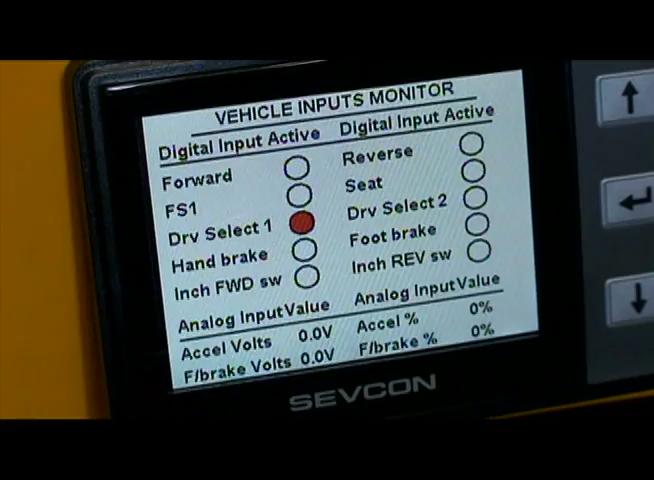 VEHICLE INPUTS MONITOR
Digital Input Active Digital Input Active
Forward Reverse
FS1 Seat
Drv Select 1 Drv Select 2
Hand brake Foot brake
Inch FWD sw Inch REV sw
Analog Input Value Analog Input Value
Accel Volts 0.0V Accel % 0%
F/brake Volts 0.0V F/brake % 0%
SEVCON